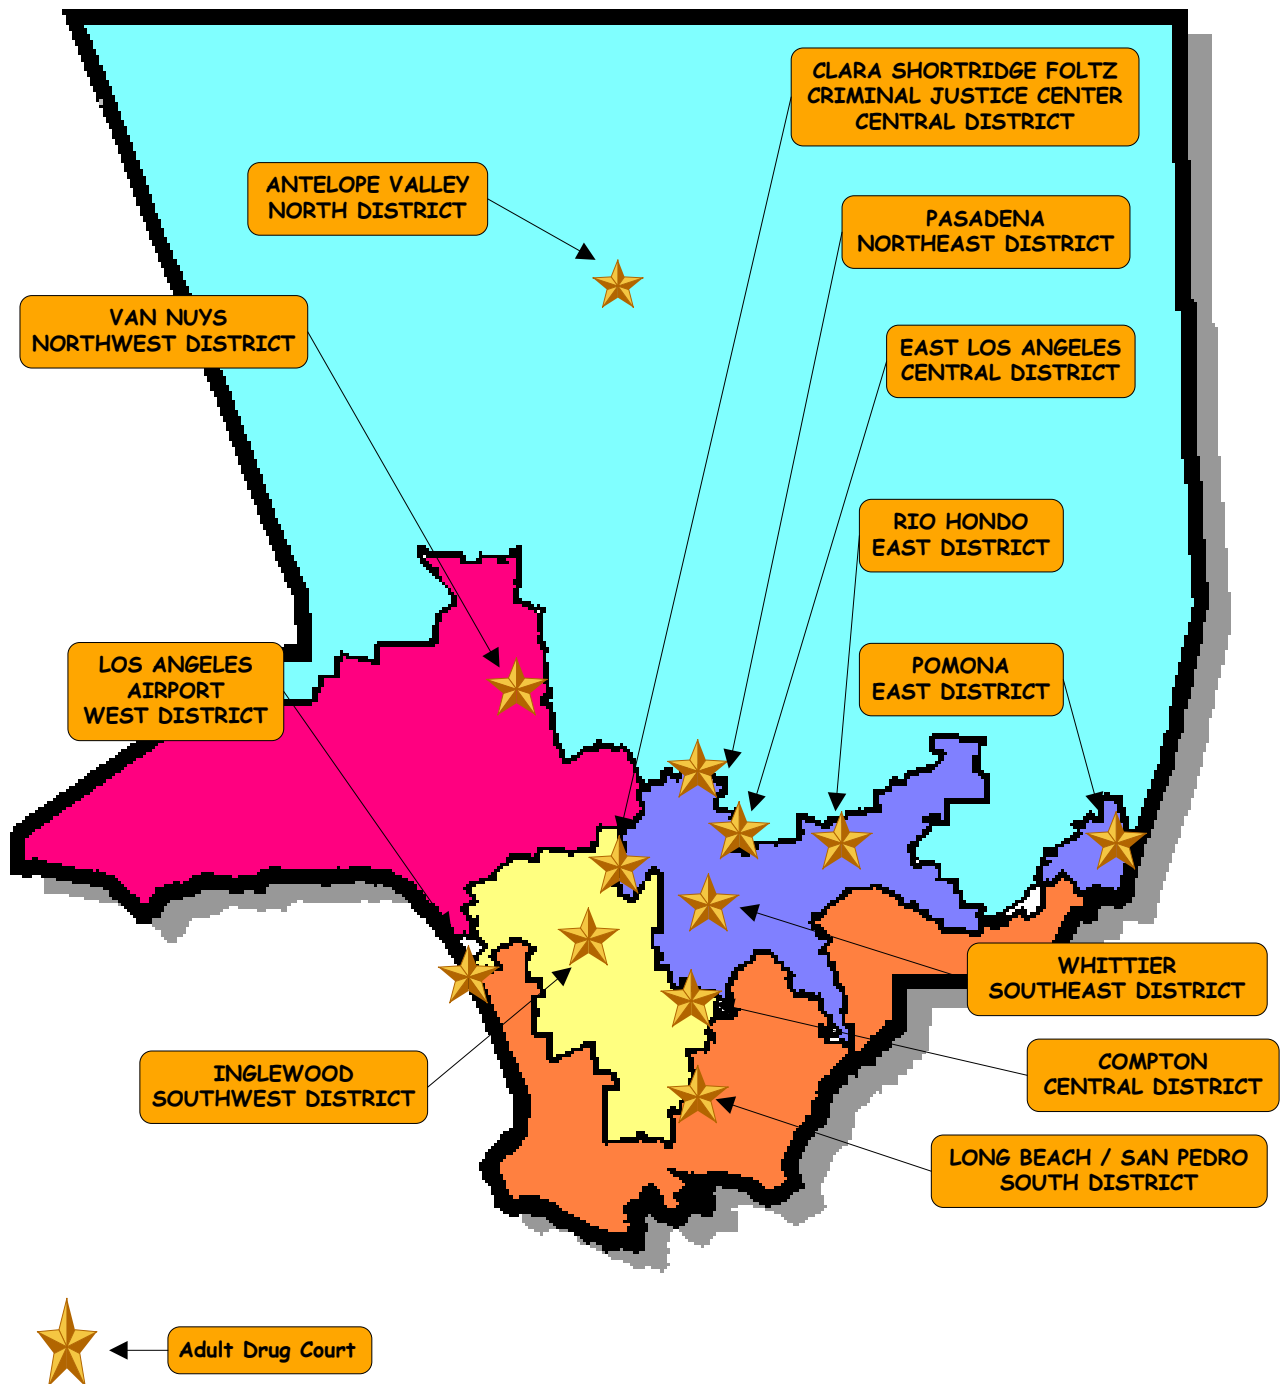 CLARA SHORTRIDGE FOLTZ
CRIMINAL JUSTICE CENTER
CENTRAL DISTRICT
ANTELOPE VALLEY
NORTH DISTRICT
PASADENA
NORTHEAST DISTRICT
VAN NUYS
NORTHWEST DISTRICT
EAST LOS ANGELES
CENTRAL DISTRICT
RIO HONDO
EAST DISTRICT
LOS ANGELES
AIRPORT
WEST DISTRICT
POMONA
EAST DISTRICT
WHITTIER
SOUTHEAST DISTRICT
INGLEWOOD
SOUTHWEST DISTRICT
COMPTON
CENTRAL DISTRICT
LONG BEACH / SAN PEDRO
SOUTH DISTRICT
Adult Drug Court